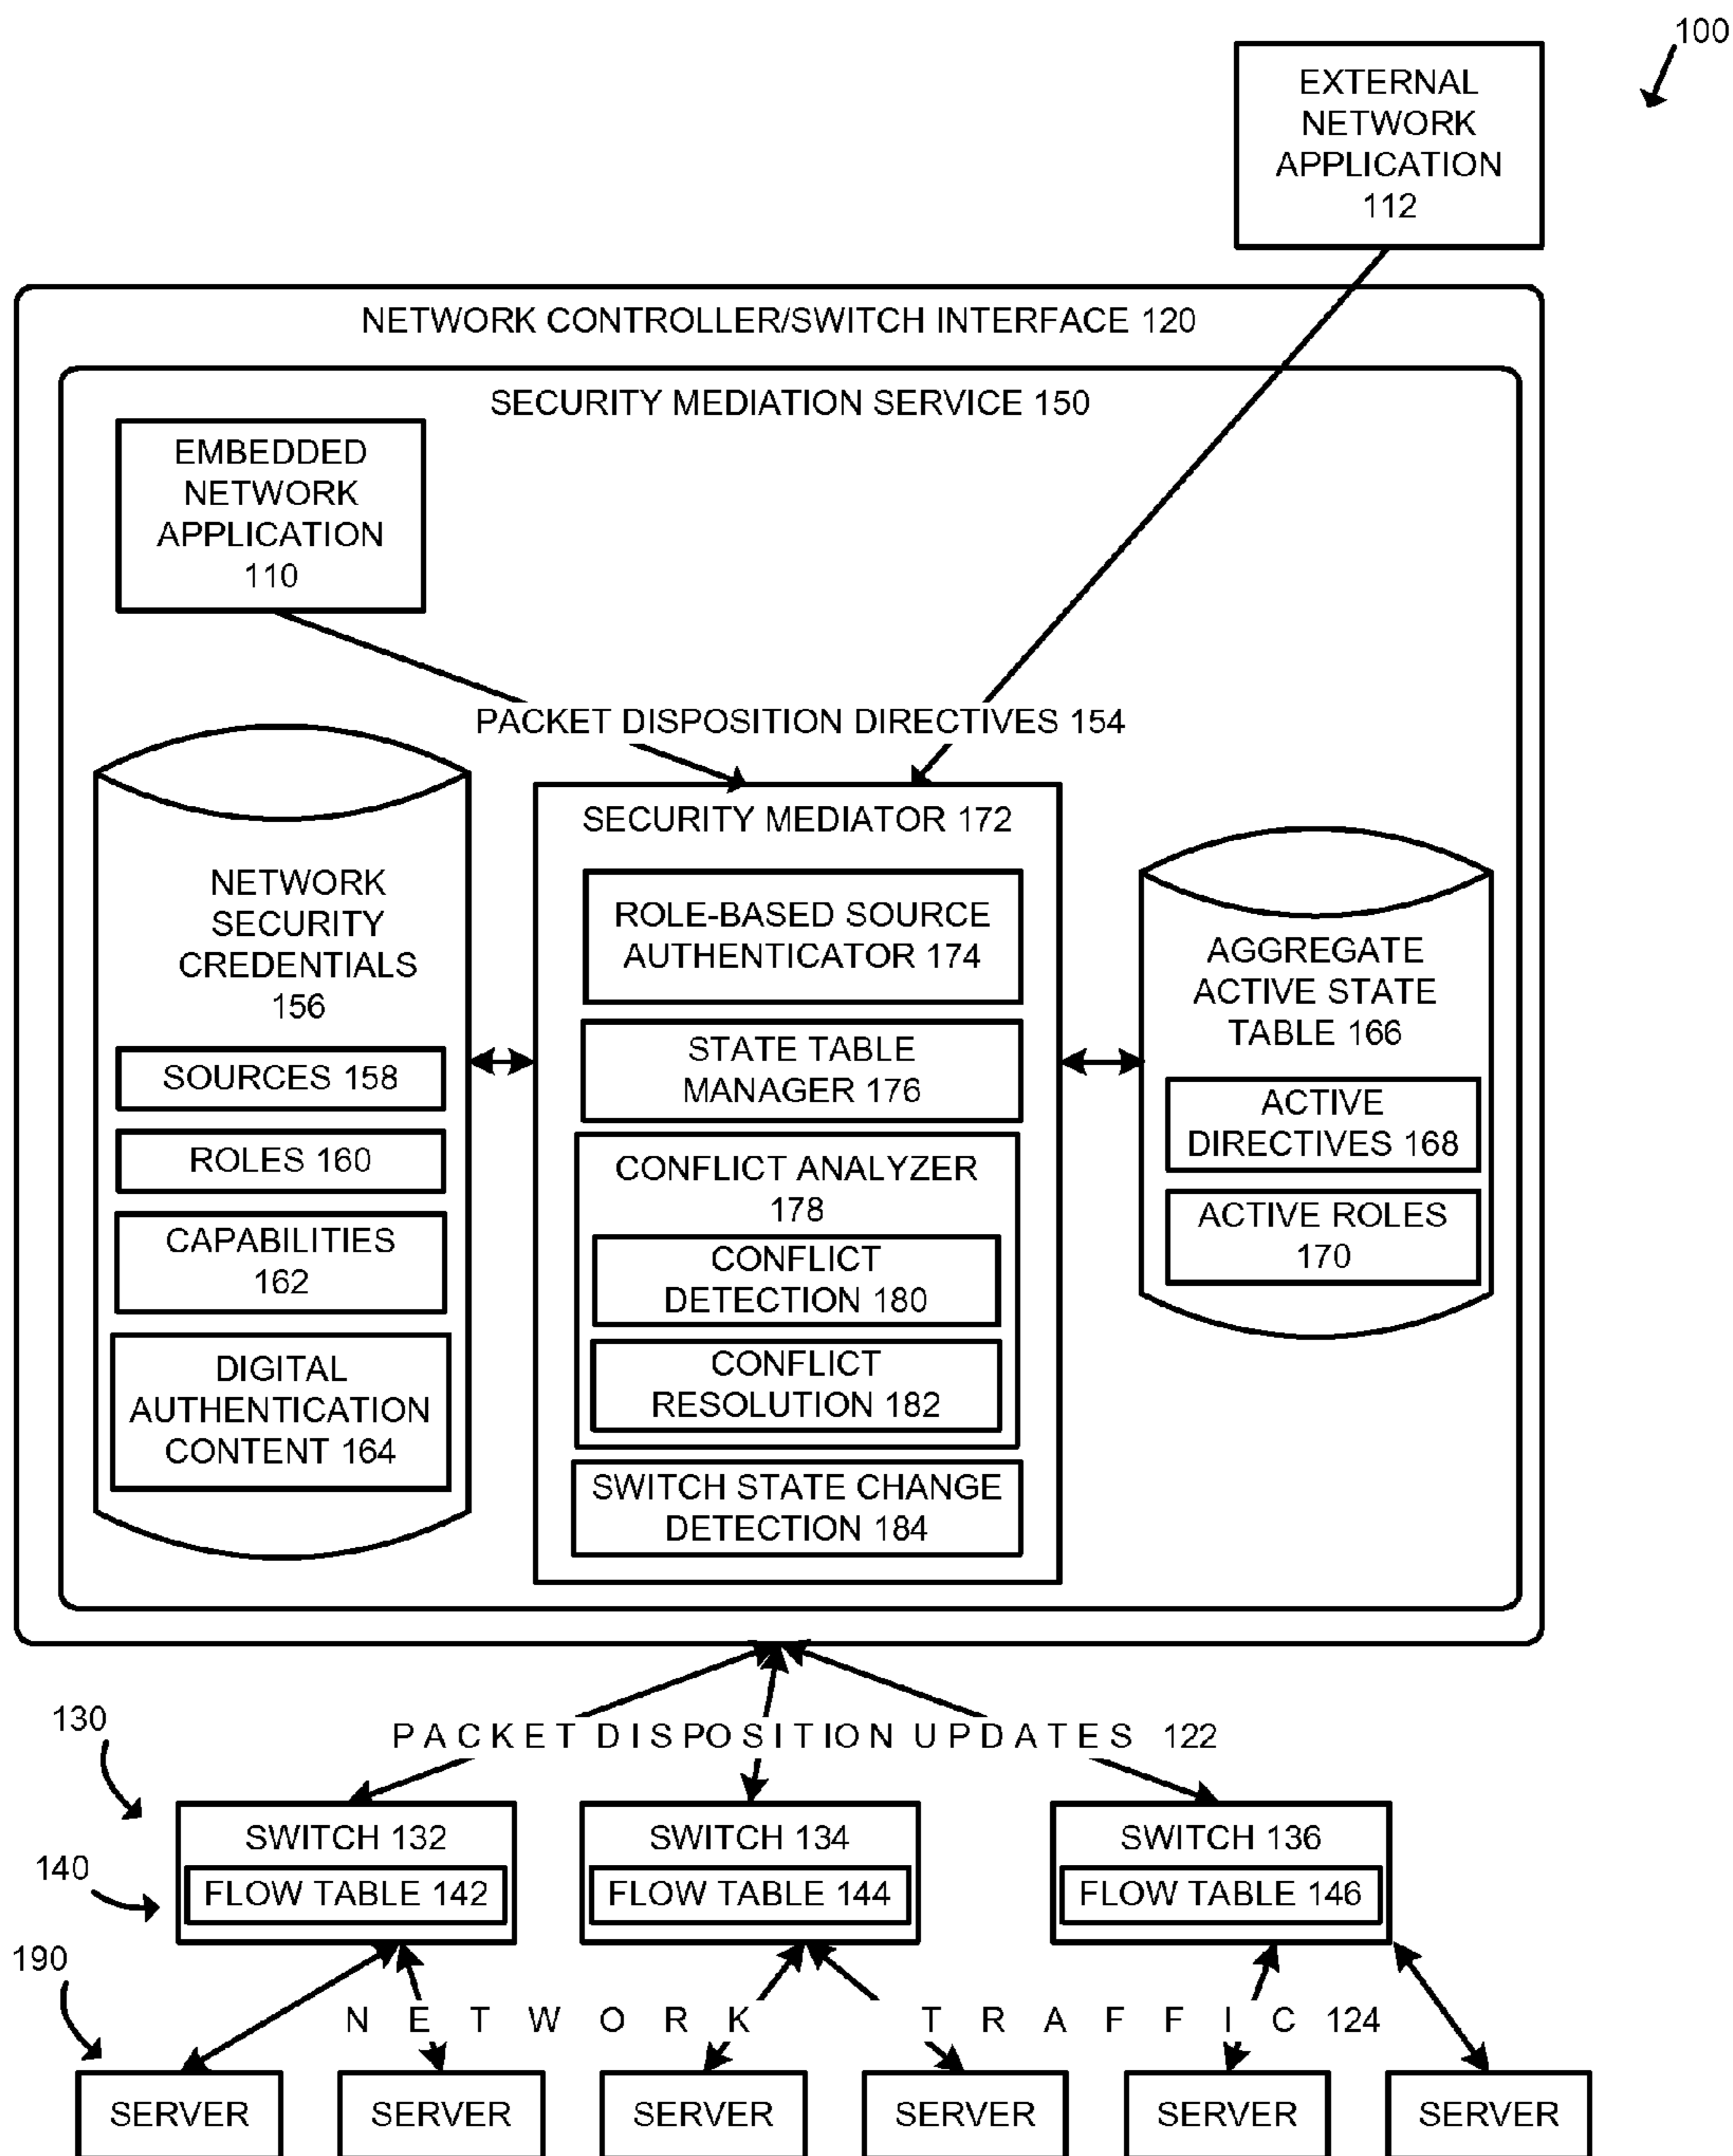 100
EXTERNAL
NETWORK
APPLICATION
112
NETWORK CONTROLLER/SWITCH INTERFACE 120
SECURITY MEDIATION SERVICE 150
EMBEDDED
NETWORK
APPLICATION
110
PACKET DISPOSITION DIRECTIVES 154
NETWORK
SECURITY
CREDENTIALS
156
SOURCES 158
ROLES 160
CAPABILITIES
162
DIGITAL
AUTHENTICATION
CONTENT 164
SECURITY MEDIATOR 172
ROLE-BASED SOURCE
AUTHENTICATOR 174
STATE TABLE
MANAGER 176
CONFLICT ANALYZER
178
CONFLICT
DETECTION 180
CONFLICT
RESOLUTION 182
SWITCH STATE CHANGE
DETECTION 184
AGGREGATE
ACTIVE STATE
TABLE 166
ACTIVE
DIRECTIVES 168
ACTIVE ROLES
170
PACKET DISPOSITION UPDATES 122
130
SWITCH 132
FLOW TABLE 142
SWITCH 134
FLOW TABLE 144
SWITCH 136
FLOW TABLE 146
140
190
NETWORK TRAFFIC 124
SERVER
SERVER
SERVER
SERVER
SERVER
SERVER